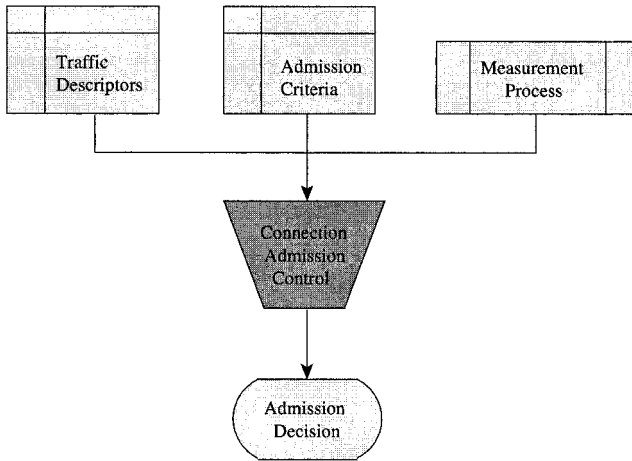 Traffic
Descriptors
Admission
Criteria
Measurement
Process
Connection
Admission
Control
Admission
Decision